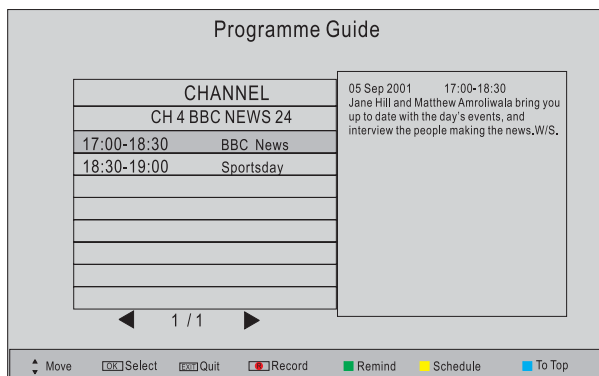 Programme Guide
CHANNEL
CH 4 BBC NEWS 24
17:00-18:30 BBC News
18:30-19:00 Sportsday
1 / 1
05 Sep 2001 17:00-18:30
Jane Hill and Matthew Amroliwala bring you
up to date with the day's events, and
interview the people making the news.W/S.
Move OK Select EXIT Quit Record Remind Schedule To Top